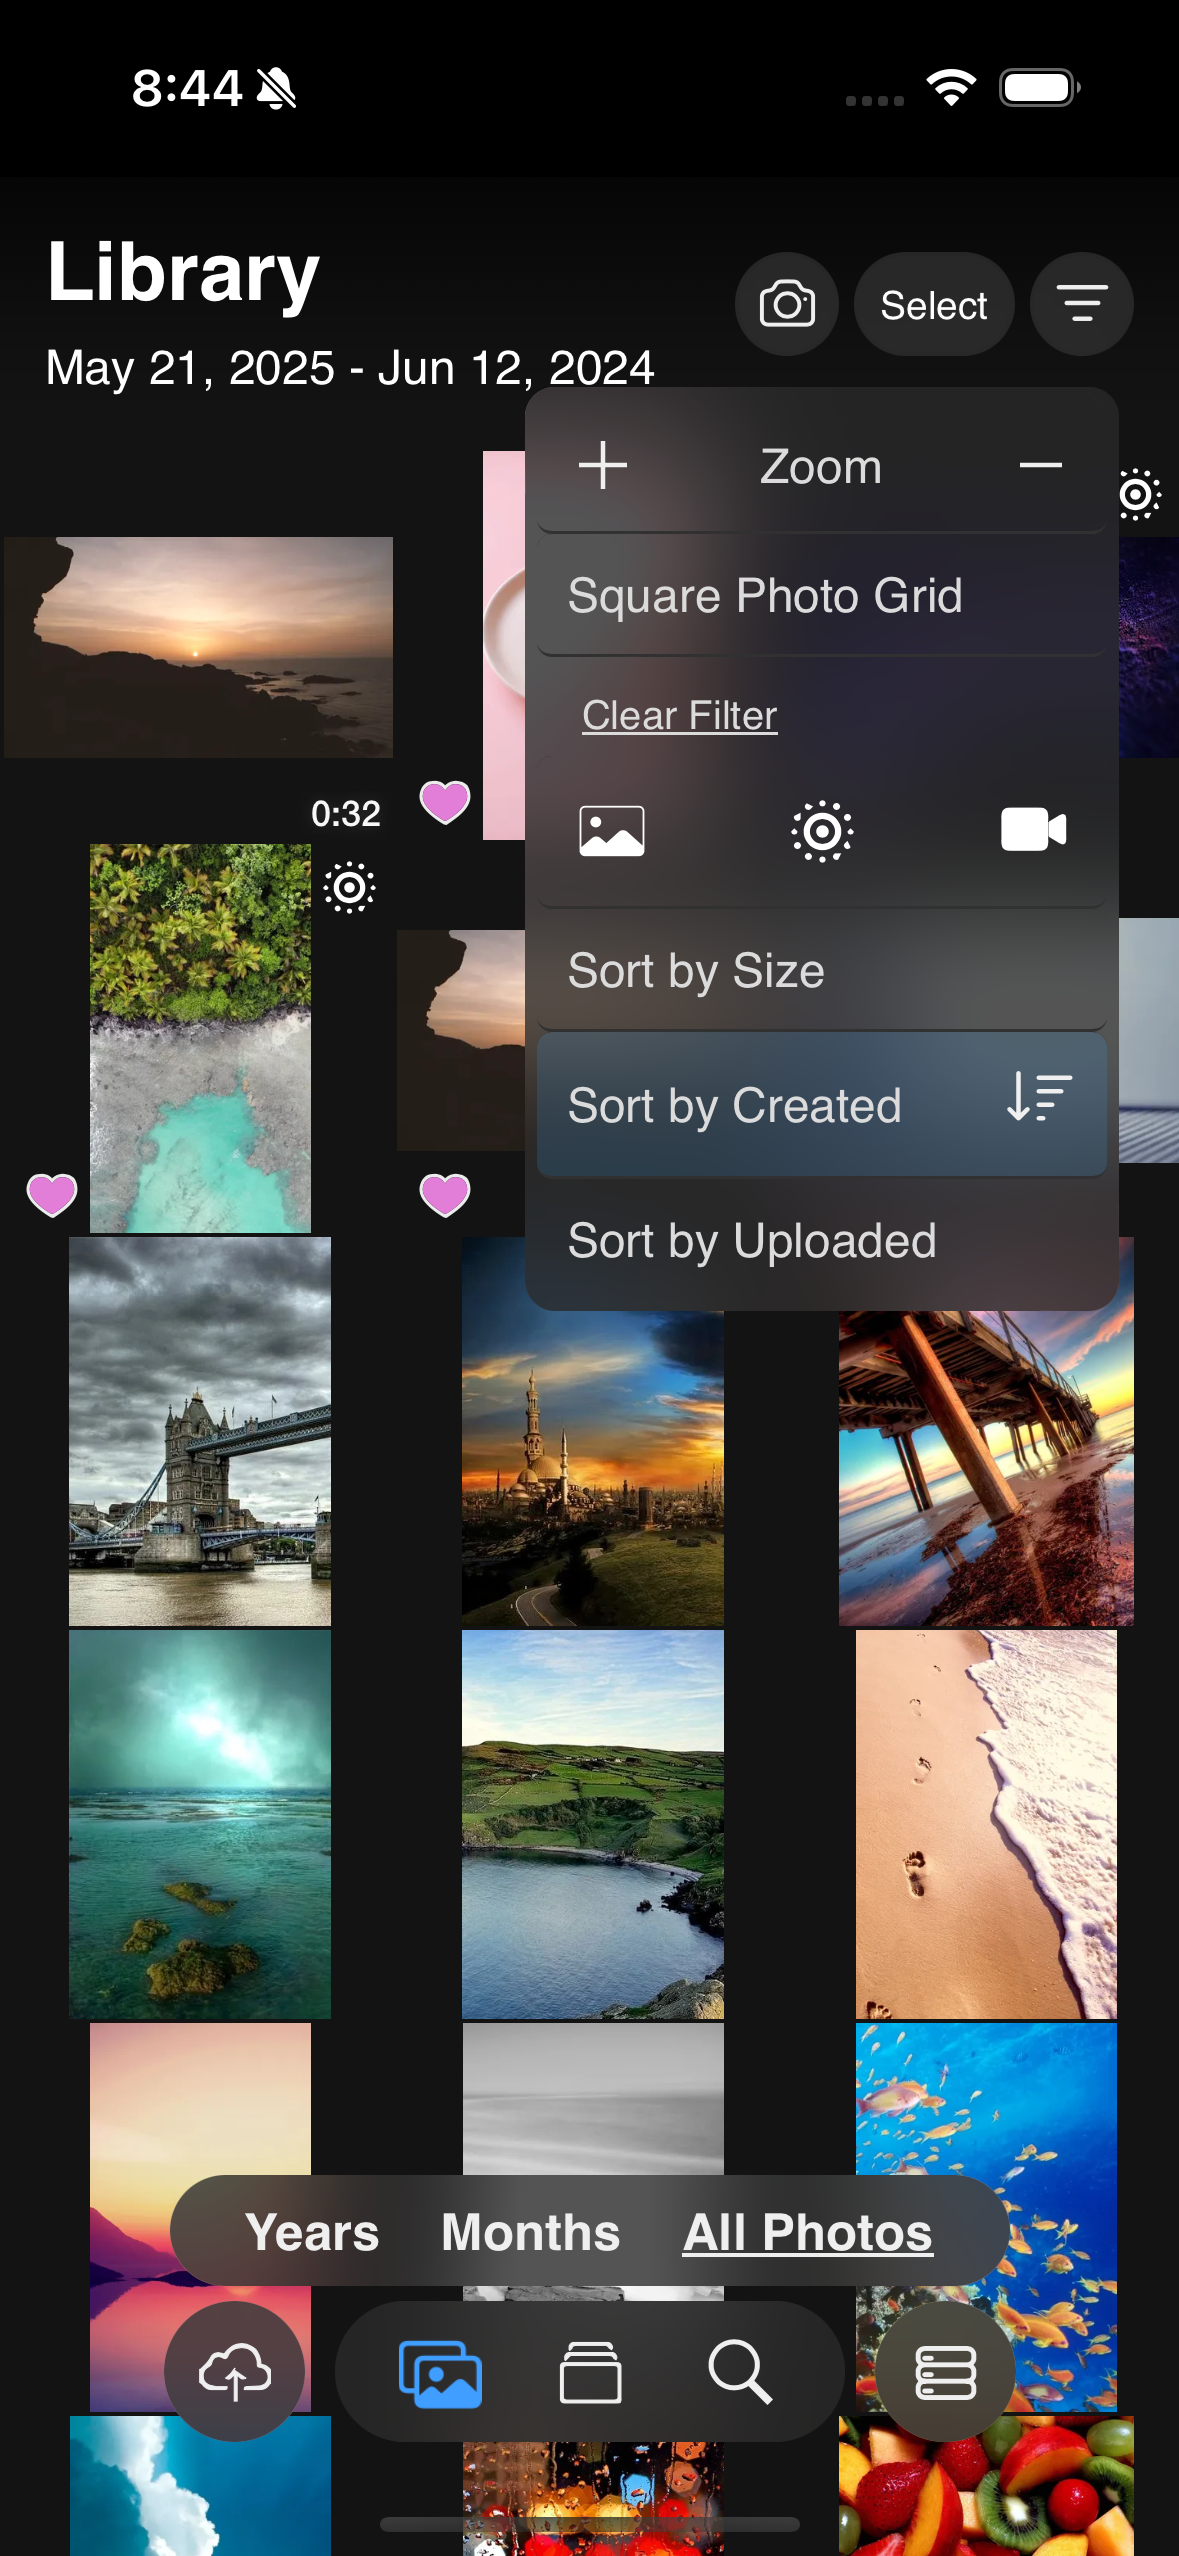 8:44
Library
Select
May 21, 2025 - Jun 12, 2024
Zoom
Square Photo Grid
Clear Filter
0:32
Sort by Size
Sort by Created
Sort by Uploaded
Years Months All Photos